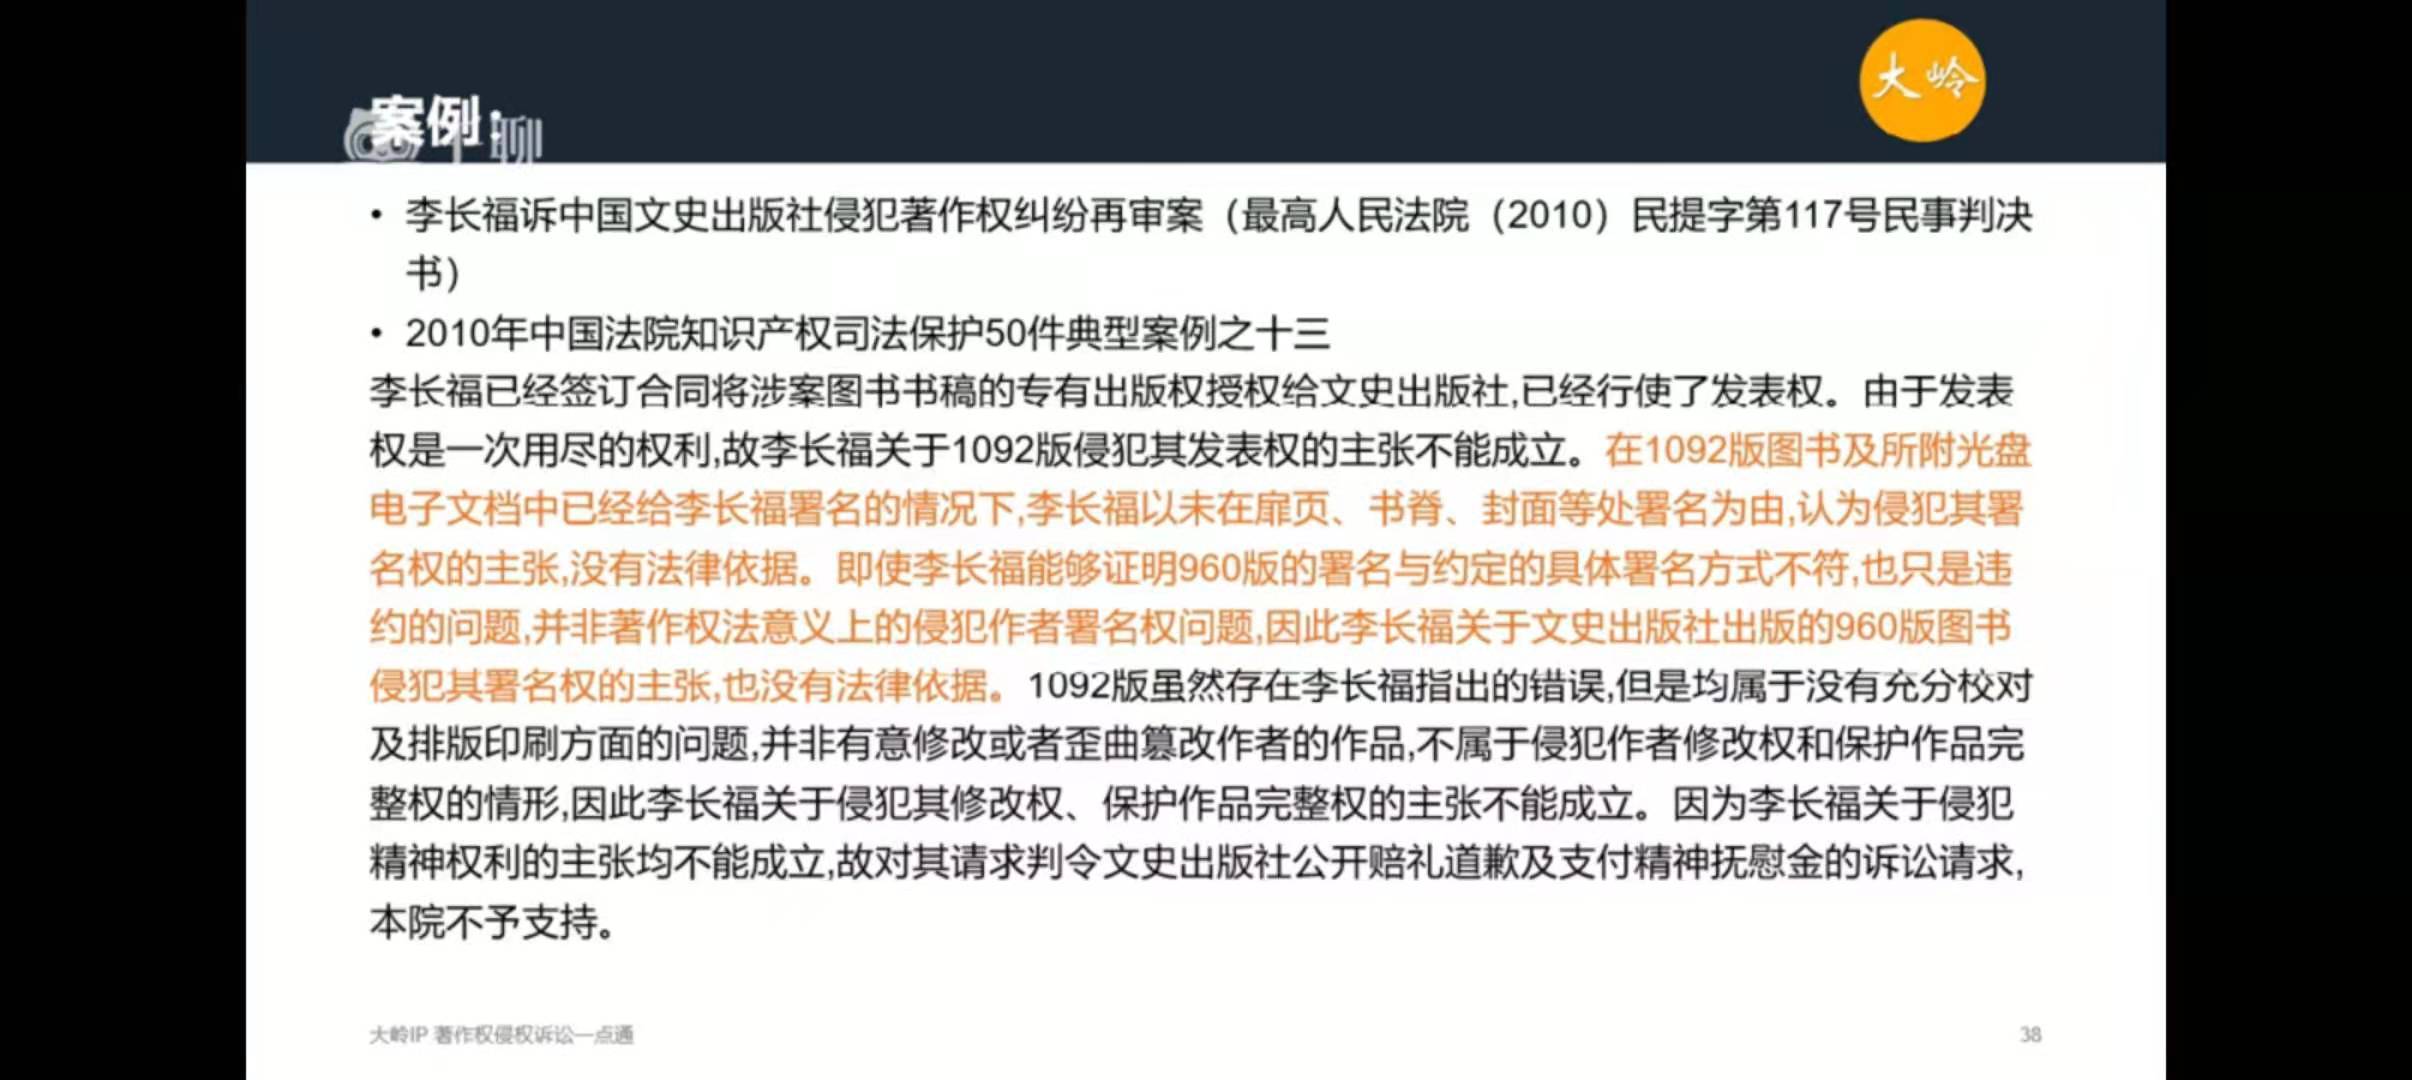 案例：
大岭
• 李长福诉中国文史出版社侵犯著作权纠纷再审案（最高人民法院（2010）民提字第117号民事判决
书）
• 2010年中国法院知识产权司法保护50件典型案例之十三
李长福已经签订合同将涉案图书书稿的专有出版权授权给文史出版社,已经行使了发表权。由于发表
权是一次用尽的权利,故李长福关于1092版侵犯其发表权的主张不能成立。在1092版图书及所附光盘
电子文档中已经给李长福署名的情况下,李长福以未在扉页、书脊、封面等处署名为由,认为侵犯其署
名权的主张,没有法律依据。即使李长福能够证明960版的署名与约定的具体署名方式不符,也只是违
约的问题,并非著作权法意义上的侵犯作者署名权问题,因此李长福关于文史出版社出版的960版图书
侵犯其署名权的主张,也没有法律依据。1092版虽然存在李长福指出的错误,但是均属于没有充分校对
及排版印刷方面的问题,并非有意修改或者歪曲篡改作者的作品,不属于侵犯作者修改权和保护作品完
整权的情形,因此李长福关于侵犯其修改权、保护作品完整权的主张不能成立。因为李长福关于侵犯
精神权利的主张均不能成立,故对其请求判令文史出版社公开赔礼道歉及支付精神抚慰金的诉讼请求,
本院不予支持。
大岭IP 著作权侵权诉讼一点通
38